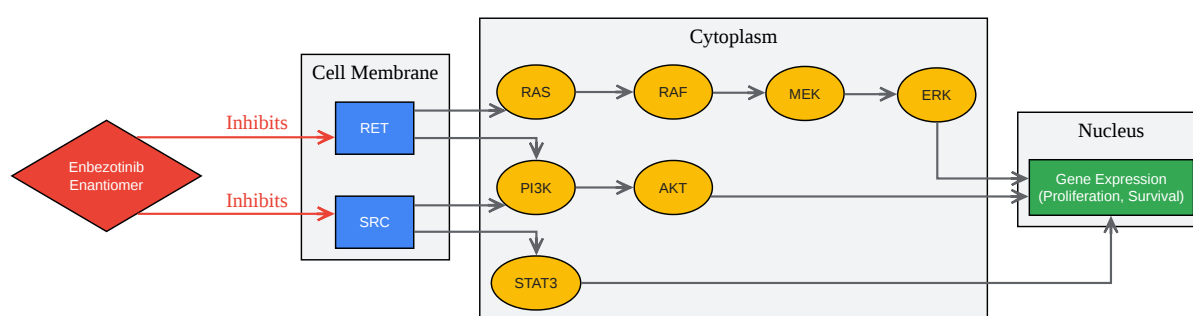 Cytoplasm
Cell Membrane
RAS
RAF
MEK
ERK
Inhibits
RET
Nucleus
Enbezotinib
Enantiomer
PI3K
AKT
Gene Expression
(Proliferation, Survival)
Inhibits
SRC
STAT3